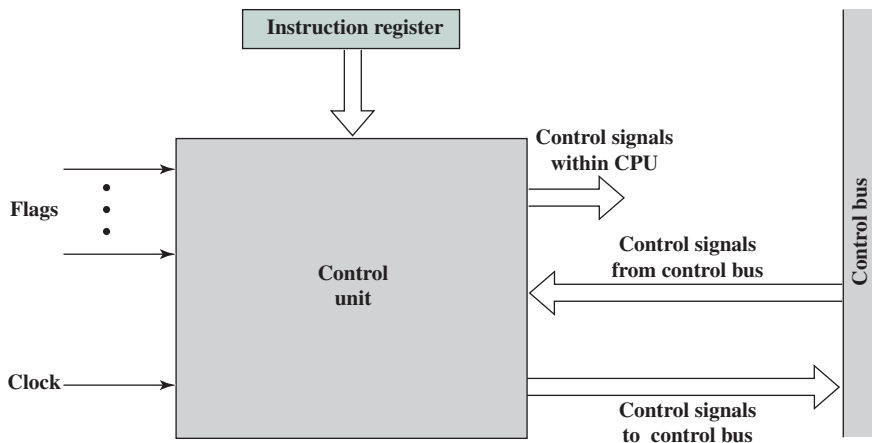 Instruction register
Control signals
within CPU
Flags
Control signals
from control bus
Control
unit
Control bus
Clock
Control signals
to control bus